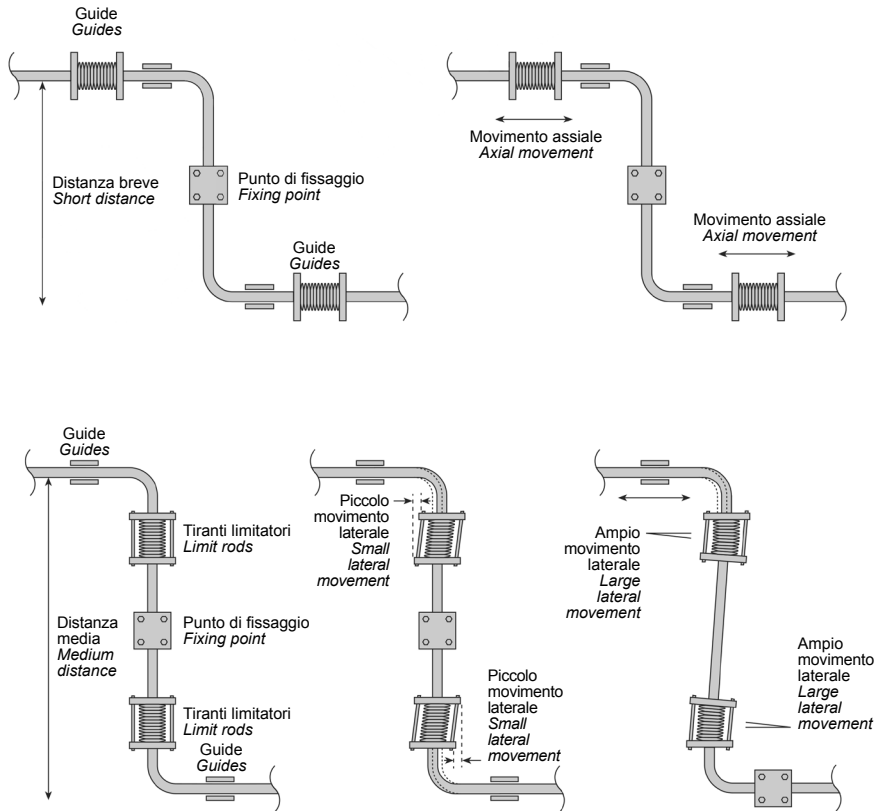 Guide
Guides
Distanza breve
Short distance
Punto di fissaggio
Fixing point
Guide
Guides
Movimento assiale
Axial movement
Movimento assiale
Axial movement
Guide
Guides
Tiranti limitatori
Limit rods
Distanza
media
Medium
distance
Punto di fissaggio
Fixing point
Tiranti limitatori
Limit rods
Guide
Guides
Piccolo
movimento
laterale
Small
lateral
movement
Piccolo
movimento
laterale
Small
lateral
movement
Ampio
movimento
laterale
Large
lateral
movement
Ampio
movimento
laterale
Large
lateral
movement